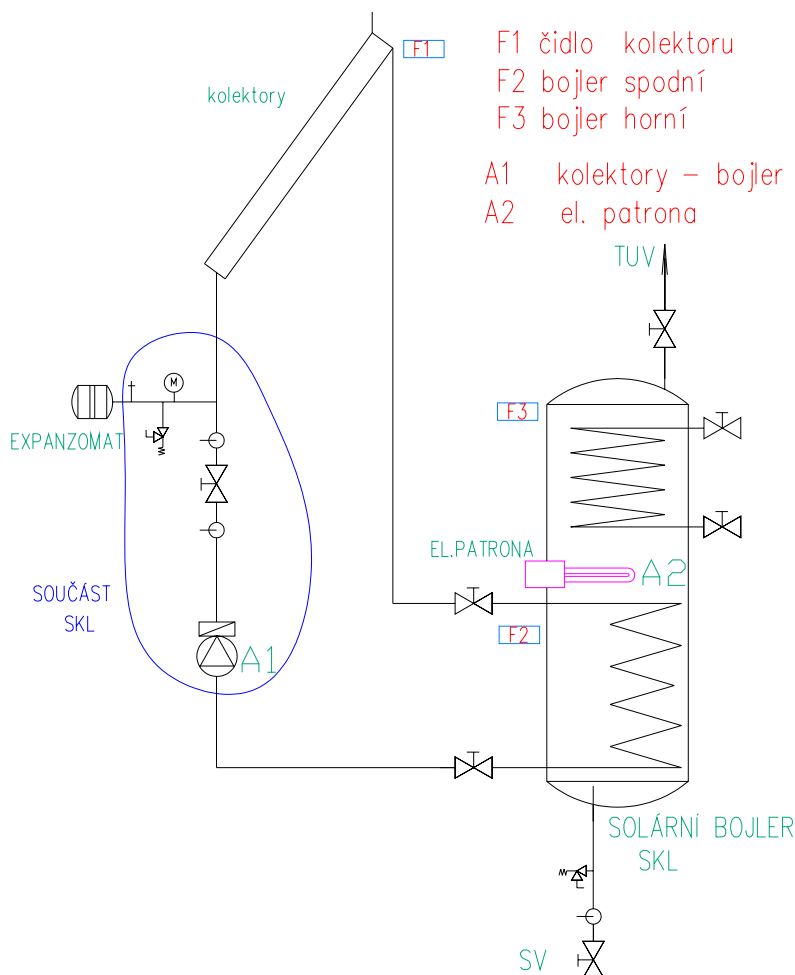 F1
F1 čidlo kolektoru
F2 bojler spodní
F3 bojler horní
kolektory
A1 kolektory – bojler
A2 el. patrona
TUV
M
F3
EXPANZOMAT
EL.PATRONA
A2
SOUČÁST
SKL
F2
A1
SOLÁRNÍ BOJLER
SKL
SV